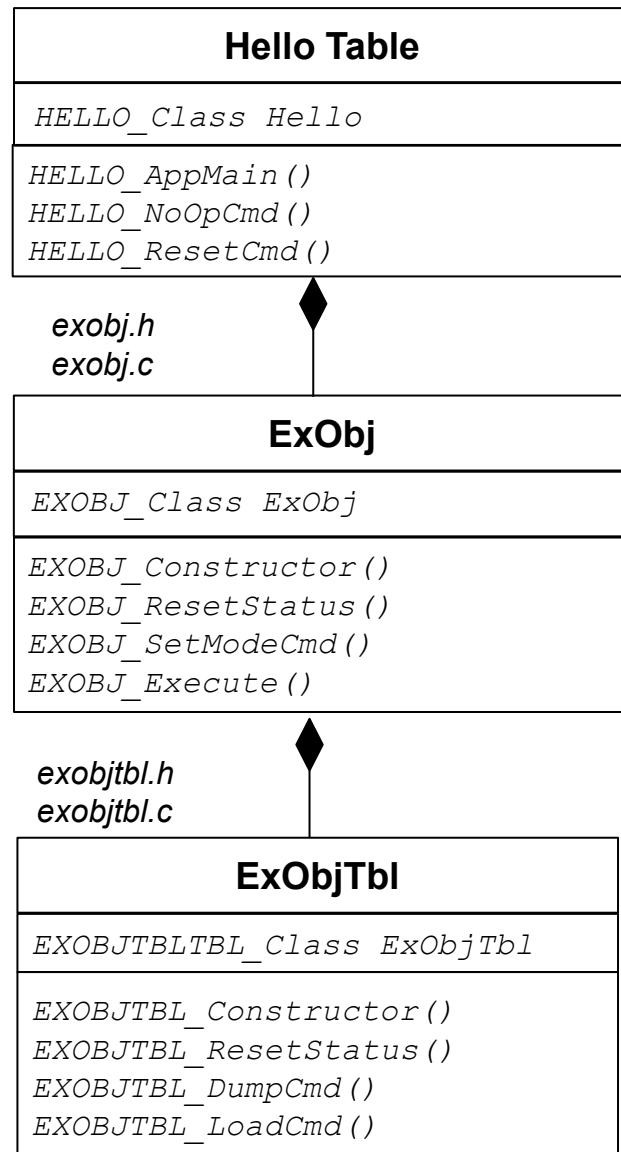 Hello Table
HELLO_Class Hello
HELLO_AppMain()
HELLO_NoOpCmd()
HELLO_ResetCmd()
exobj.h
exobj.c
ExObj
EXOBJ_Class ExObj
EXOBJ_Constructor()
EXOBJ_ResetStatus()
EXOBJ_SetModeCmd()
EXOBJ_Execute()
exobjtbl.h
exobjtbl.c
ExObjTbl
EXOBJTBLTBL_Class ExObjTbl
EXOBJTBL_Constructor()
EXOBJTBL_ResetStatus()
EXOBJTBL_DumpCmd()
EXOBJTBL_LoadCmd()